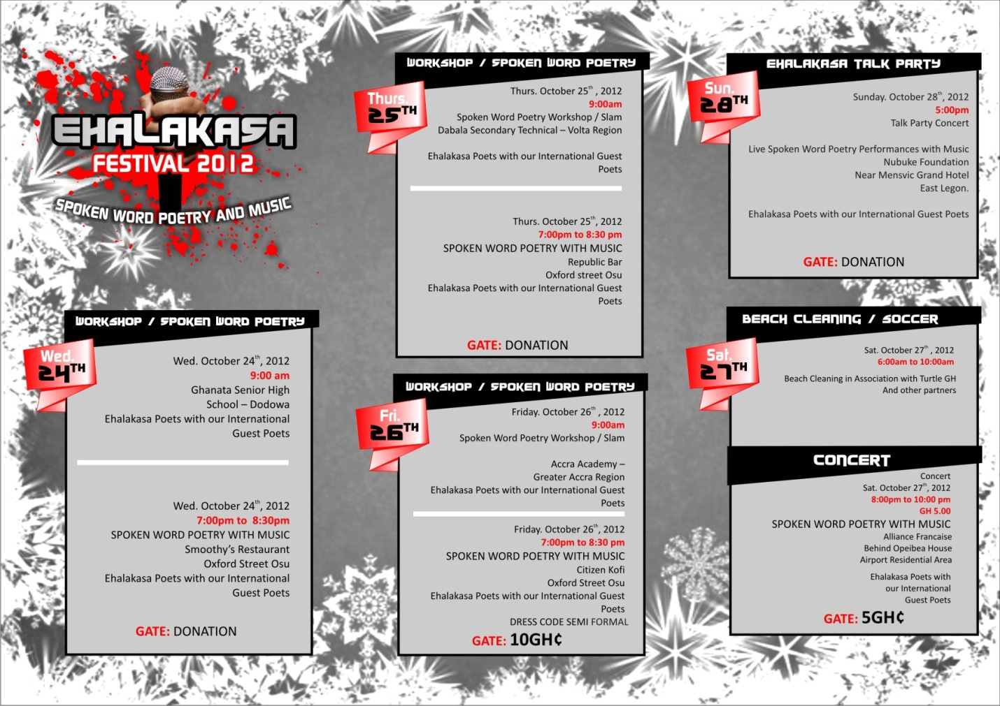 EHALAKASA
FESTIVAL 2012
SPOKEN WORD POETRY AND MUSIC
WORKSHOP / SPOKEN WORD POETRY
Wed.
24TH
Wed. October 24th, 2012
9:00 am
Ghanata Senior High
School – Dodowa
Ehalakasa Poets with our International
Guest Poets
Wed. October 24th, 2012
7:00pm to 8:30pm
SPOKEN WORD POETRY WITH MUSIC
Smoothy's Restaurant
Oxford Street Osu
Ehalakasa Poets with our International
Guest Poets
GATE: DONATION
WORKSHOP / SPOKEN WORD POETRY
Thurs.
25TH
Thurs. October 25th , 2012
9:00am
Spoken Word Poetry Workshop / Slam
Dabala Secondary Technical – Volta Region
Ehalakasa Poets with our International Guest
Poets
Thurs. October 25th, 2012
7:00pm to 8:30 pm
SPOKEN WORD POETRY WITH MUSIC
Republic Bar
Oxford street Osu
Ehalakasa Poets with our International Guest
Poets
GATE: DONATION
WORKSHOP / SPOKEN WORD POETRY
Fri.
26TH
Friday. October 26th , 2012
9:00am
Spoken Word Poetry Workshop / Slam
Accra Academy –
Greater Accra Region
Ehalakasa Poets with our International Guest
Poets
Friday. October 26th, 2012
7:00pm to 8:30 pm
SPOKEN WORD POETRY WITH MUSIC
Citizen Kofi
Oxford Street Osu
Ehalakasa Poets with our International Guest
Poets
DRESS CODE SEMI FORMAL
GATE: 10GH¢
EHALAKASA TALK PARTY
Sun.
28TH
Sunday. October 28th, 2012
5:00pm
Talk Party Concert
Live Spoken Word Poetry Performances with Music
Nubuke Foundation
Near Mensvic Grand Hotel
East Legon.
Ehalakasa Poets with our International Guest Poets
GATE: DONATION
BEACH CLEANING / SOCCER
Sat.
27TH
Sat. October 27th , 2012
6:00am to 10:00am
Beach Cleaning in Association with Turtle GH
And other partners
CONCERT
Concert
Sat. October 27th, 2012
8:00pm to 10:00 pm
GH 5.00
SPOKEN WORD POETRY WITH MUSIC
Alliance Francaise
Behind Opeibea House
Airport Residential Area
Ehalakasa Poets with
our International
Guest Poets
GATE: 5GH¢